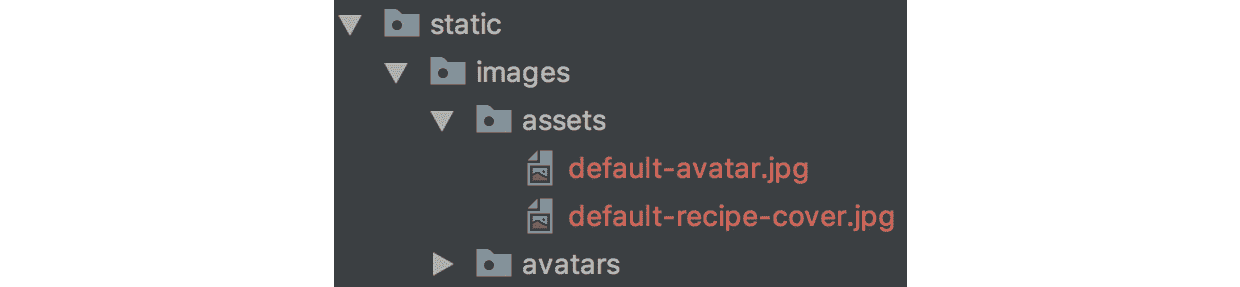 static
images
assets
default-avatar.jpg
default-recipe-cover.jpg
avatars